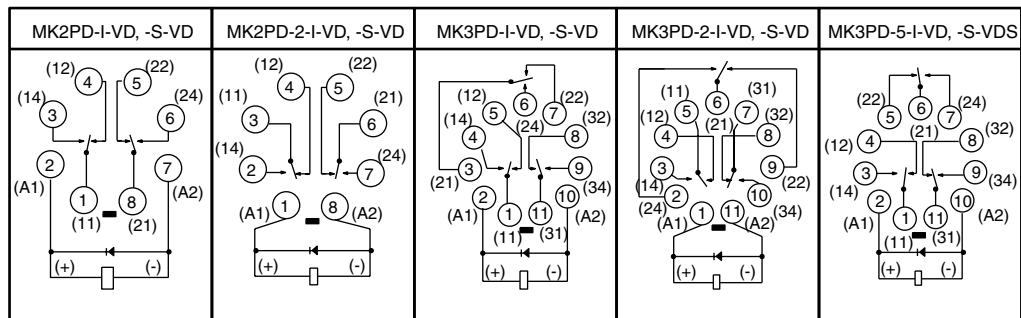 MK2PD-I-VD, -S-VD
MK2PD-2-I-VD, -S-VD
MK3PD-I-VD, -S-VD
MK3PD-2-I-VD, -S-VD
MK3PD-5-I-VD, -S-VDS
(12) 4 5 (22)
(14) (24)
3 6
2 7
(A1) 1 8 (A2)
(11) (21)
(+) (-)
(12) 4 5 (22)
(11) (21)
3 6
(14) (24)
2 7
(A1) 1 8 (A2)
(+) (-)
6
(12) 5 7 (22)
(14) 4 (24) 8 (32)
3 9
(21) 2 10 (34)
(A1) 1 11 (A2)
(11) (31)
(+) (-)
6
(11) 5 7 (31)
(12) 4 (21) 8 (32)
3 9
(14) 2 10 (22)
(24) (A1) 1 11 (A2) (34)
(+) (-)
(22) 5 6 7 (24)
4 (21) 8 (32)
(12)
3 9 (34)
(14) 2 10
(A1) 1 11 (A2)
(11) (31)
(+) (-)